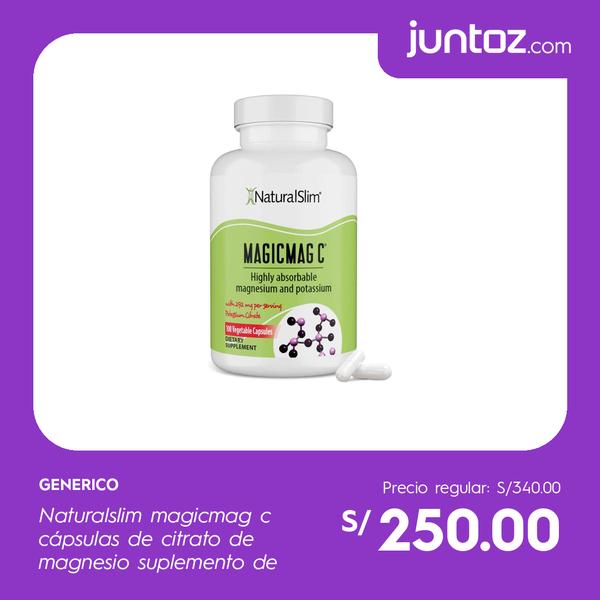 juntoz.com
NaturalSlim®
MAGICMAG C®
Highly absorbable
magnesium and potassium
with 292 mg per serving
Potassium Citrate
100 Vegetable Capsules
DIETARY
SUPPLEMENT
GENERICO
Precio regular: S/340.00
Naturalslim magicmag c
cápsulas de citrato de
magnesio suplemento de
S/ 250.00